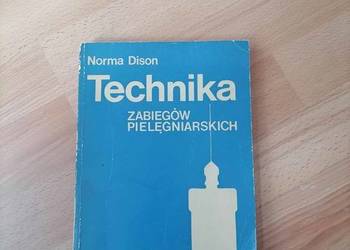 Norma Dison
Technika
ZABIEGÓW
PIELĘGNIARSKICH